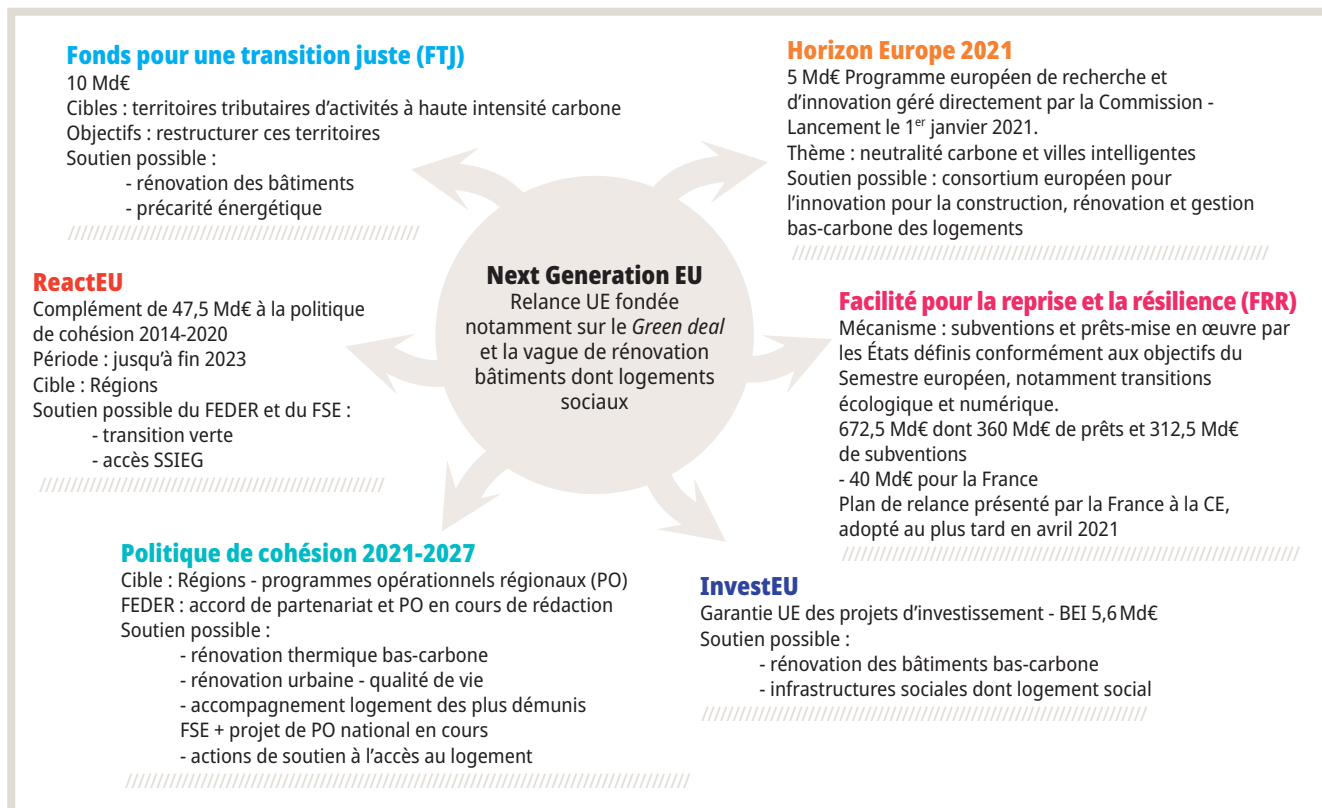 Fonds pour une transition juste (FTJ)
10 Md€
Cibles : territoires tributaires d’activités à haute intensité carbone
Objectifs : restructurer ces territoires
Soutien possible :
- rénovation des bâtiments
- précarité énergétique
Horizon Europe 2021
5 Md€ Programme européen de recherche et
d’innovation géré directement par la Commission -
Lancement le 1er janvier 2021.
Thème : neutralité carbone et villes intelligentes
Soutien possible : consortium européen pour
l’innovation pour la construction, rénovation et gestion
bas-carbone des logements
ReactEU
Complément de 47,5 Md€ à la politique
de cohésion 2014-2020
Période : jusqu’à fin 2023
Cible : Régions
Soutien possible du FEDER et du FSE :
- transition verte
- accès SSIEG
Next Generation EU
Relance UE fondée
notamment sur le Green deal
et la vague de rénovation
bâtiments dont logements
sociaux
Facilité pour la reprise et la résilience (FRR)
Mécanisme : subventions et prêts-mise en œuvre par
les États définis conformément aux objectifs du
Semestre européen, notamment transitions
écologique et numérique.
672,5 Md€ dont 360 Md€ de prêts et 312,5 Md€
de subventions
- 40 Md€ pour la France
Plan de relance présenté par la France à la CE,
adopté au plus tard en avril 2021
Politique de cohésion 2021-2027
Cible : Régions - programmes opérationnels régionaux (PO)
FEDER : accord de partenariat et PO en cours de rédaction
Soutien possible :
- rénovation thermique bas-carbone
- rénovation urbaine - qualité de vie
- accompagnement logement des plus démunis
FSE + projet de PO national en cours
- actions de soutien à l’accès au logement
InvestEU
Garantie UE des projets d’investissement - BEI 5,6 Md€
Soutien possible :
- rénovation des bâtiments bas-carbone
- infrastructures sociales dont logement social